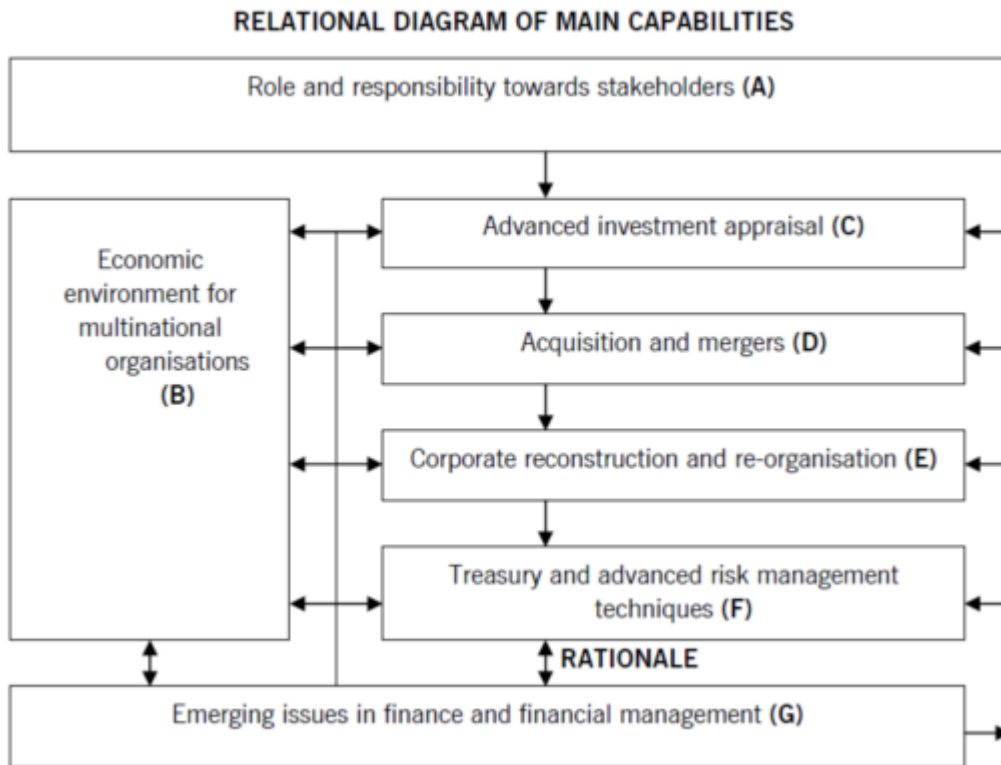 RELATIONAL DIAGRAM OF MAIN CAPABILITIES
Role and responsibility towards stakeholders (A)
Economic
environment for
multinational
organisations
(B)
Advanced investment appraisal (C)
Acquisition and mergers (D)
Corporate reconstruction and re-organisation (E)
Treasury and advanced risk management
techniques (F)
RATIONALE
Emerging issues in finance and financial management (G)